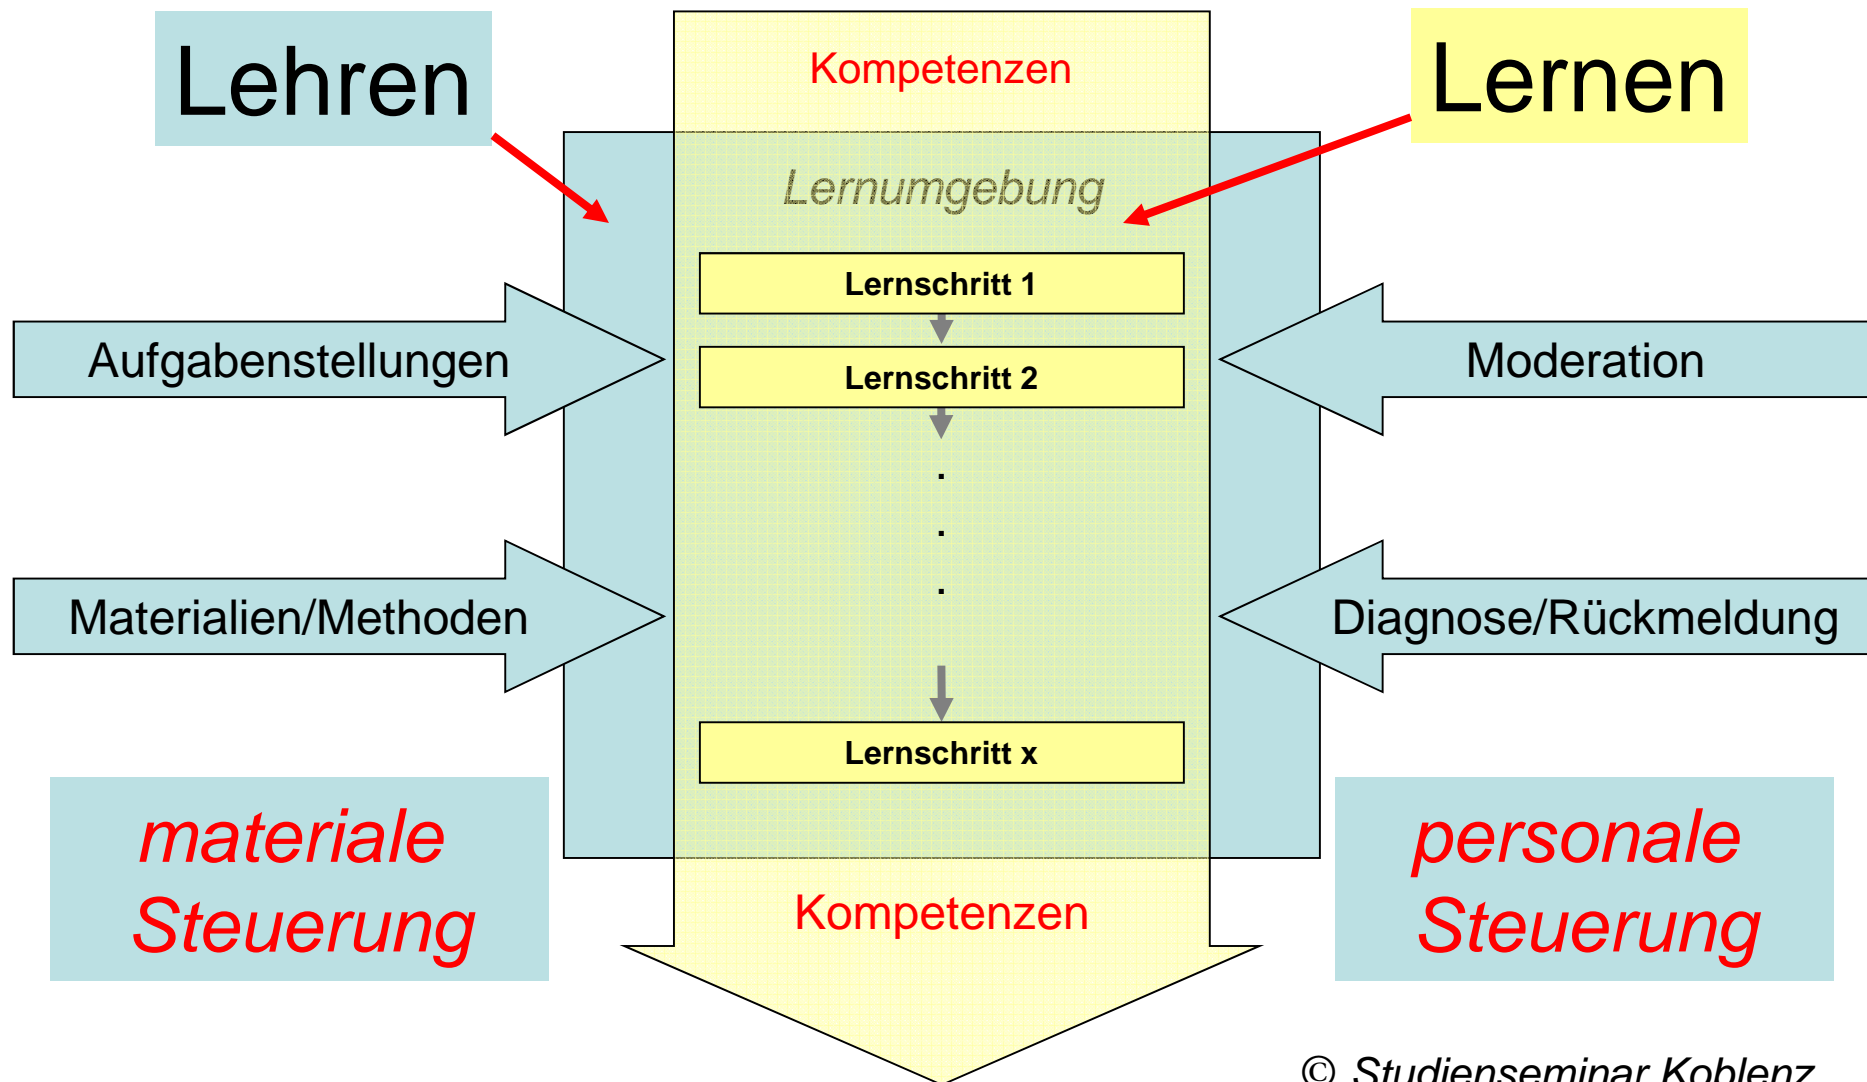 Lehren
Kompetenzen
Lernen
Lernumgebung
Lernschritt 1
Aufgabenstellungen
Lernschritt 2
Moderation
.
.
.
Materialien/Methoden
Diagnose/Rückmeldung
Lernschritt x
materiale
Steuerung
Kompetenzen
personale
Steuerung
© Studienseminar Koblenz